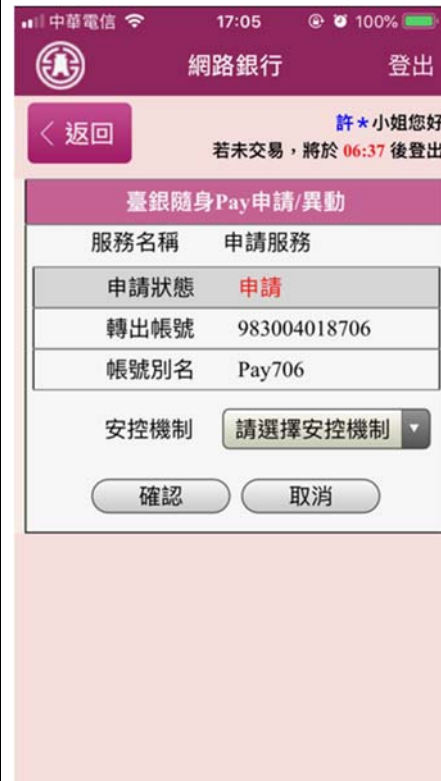 中華電信 17:05 100%
網路銀行 登出
返回
許*小姐您好
若未交易,將於 06:37 後登出
臺銀隨身Pay申請/異動
服務名稱 申請服務
申請狀態 申請
轉出帳號 983004018706
帳號別名 Pay706
安控機制 請選擇安控機制
確認 取消